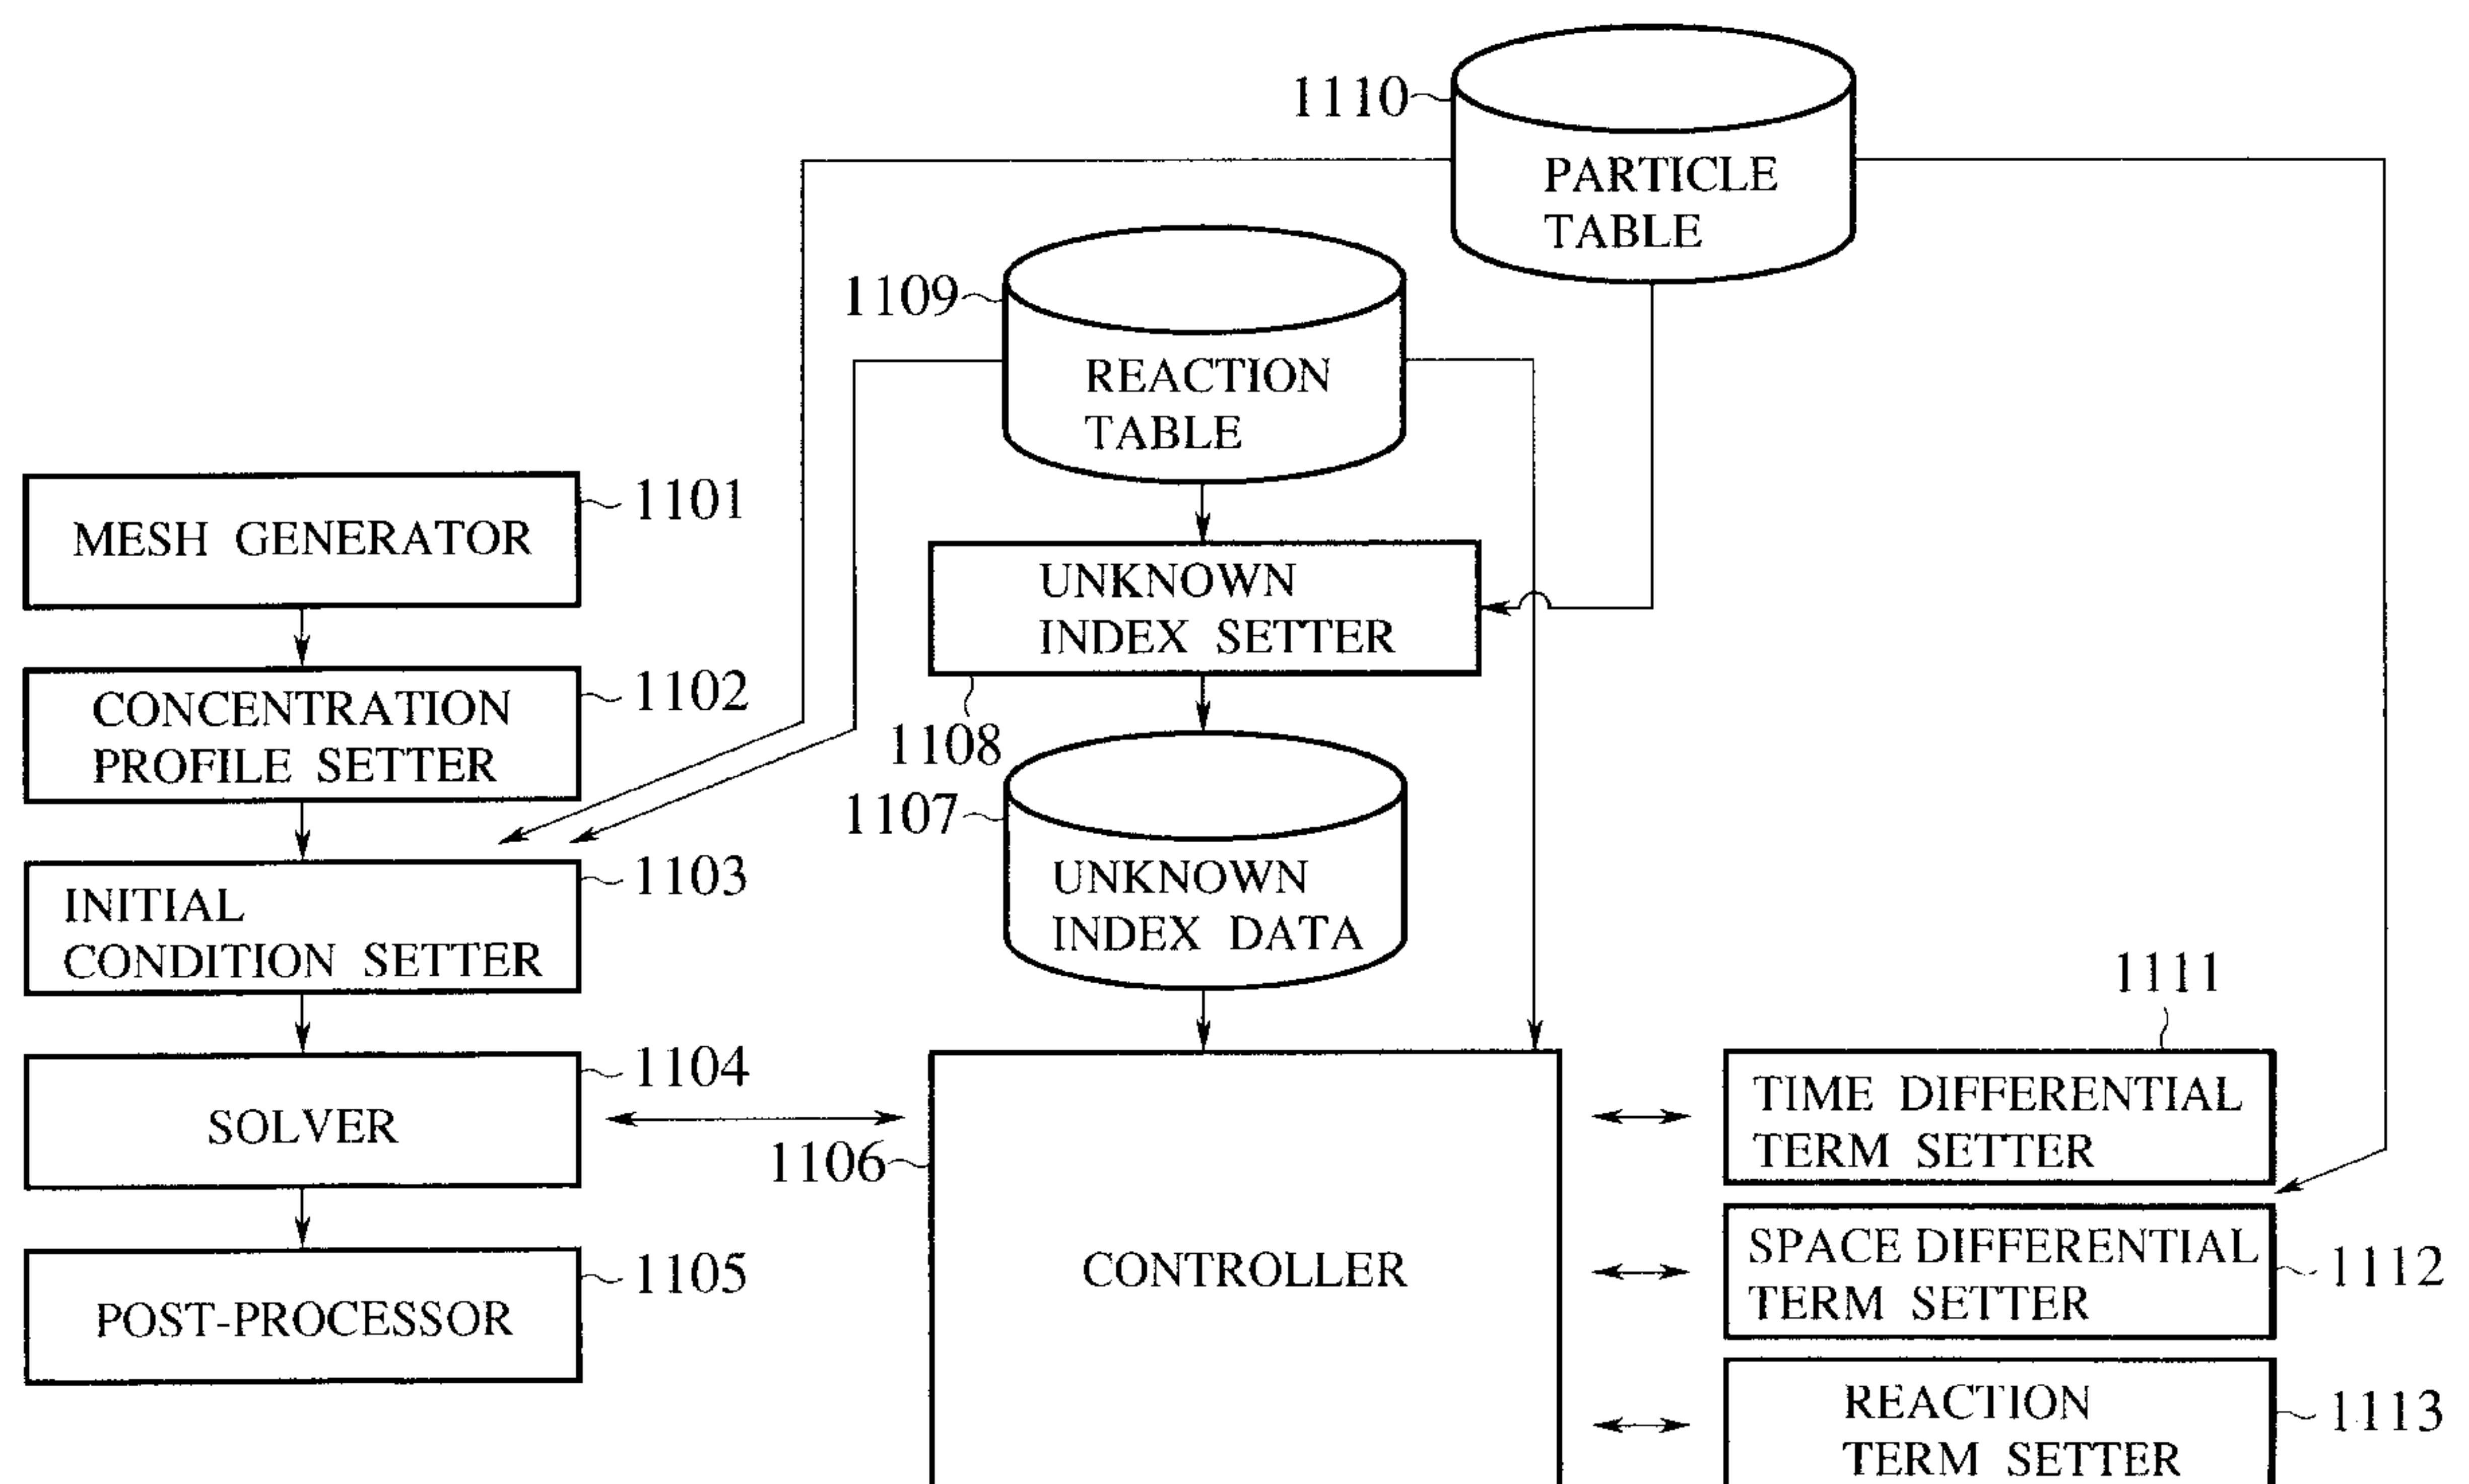 1110
PARTICLE
TABLE
1109
REACTION
TABLE
1101
MESH GENERATOR
UNKNOWN
INDEX SETTER
1108
1102
CONCENTRATION
PROFILE SETTER
1107
UNKNOWN
INDEX DATA
1103
INITIAL
CONDITION SETTER
1104
SOLVER
1106
CONTROLLER
1111
TIME DIFFERENTIAL
TERM SETTER
SPACE DIFFERENTIAL
TERM SETTER
1112
1105
POST-PROCESSOR
REACTION
TERM SETTER
1113